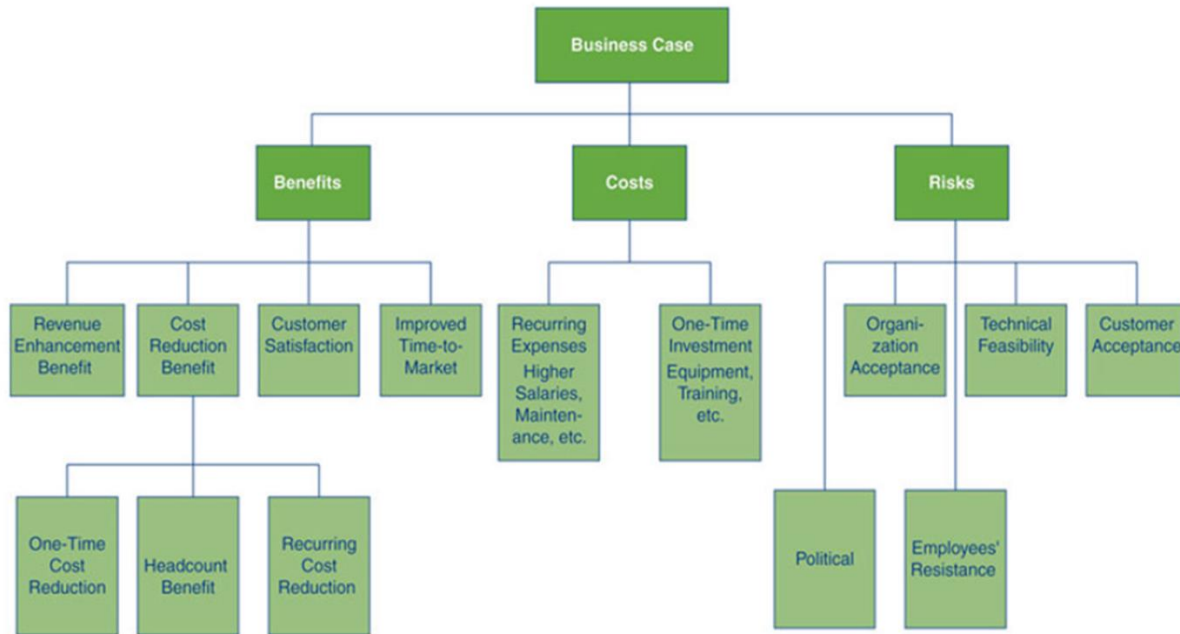 Business Case
Benefits
Costs
Risks
Revenue
Enhancement
Benefit
Cost
Reduction
Benefit
Customer
Satisfaction
Improved
Time-to-
Market
Recurring
Expenses
Higher
Salaries,
Mainten-
ance, etc.
One-Time
Investment
Equipment,
Training,
etc.
Organi-
zation
Acceptance
Technical
Feasibility
Customer
Acceptance
One-Time
Cost
Reduction
Headcount
Benefit
Recurring
Cost
Reduction
Political
Employees'
Resistance